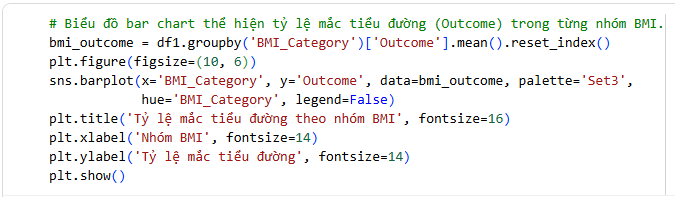 # Biểu đồ bar chart thể hiện tỷ lệ mắc tiểu đường (Outcome) trong từng nhóm BMI.
bmi_outcome = df1.groupby('BMI_Category')['Outcome'].mean().reset_index()
plt.figure(figsize=(10, 6))
sns.barplot(x='BMI_Category', y='Outcome', data=bmi_outcome, palette='Set3',
            hue='BMI_Category', legend=False)
plt.title('Tỷ lệ mắc tiểu đường theo nhóm BMI', fontsize=16)
plt.xlabel('Nhóm BMI', fontsize=14)
plt.ylabel('Tỷ lệ mắc tiểu đường', fontsize=14)
plt.show()